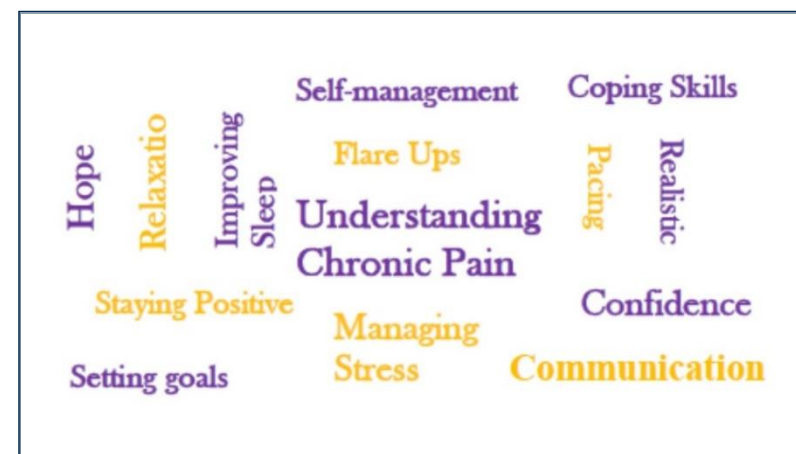 Self-management
Coping Skills
Hope
Relaxatio
Improving
Sleep
Flare Ups
Pacing
Realistic
Understanding
Chronic Pain
Staying Positive
Confidence
Managing
Stress
Setting goals
Communication